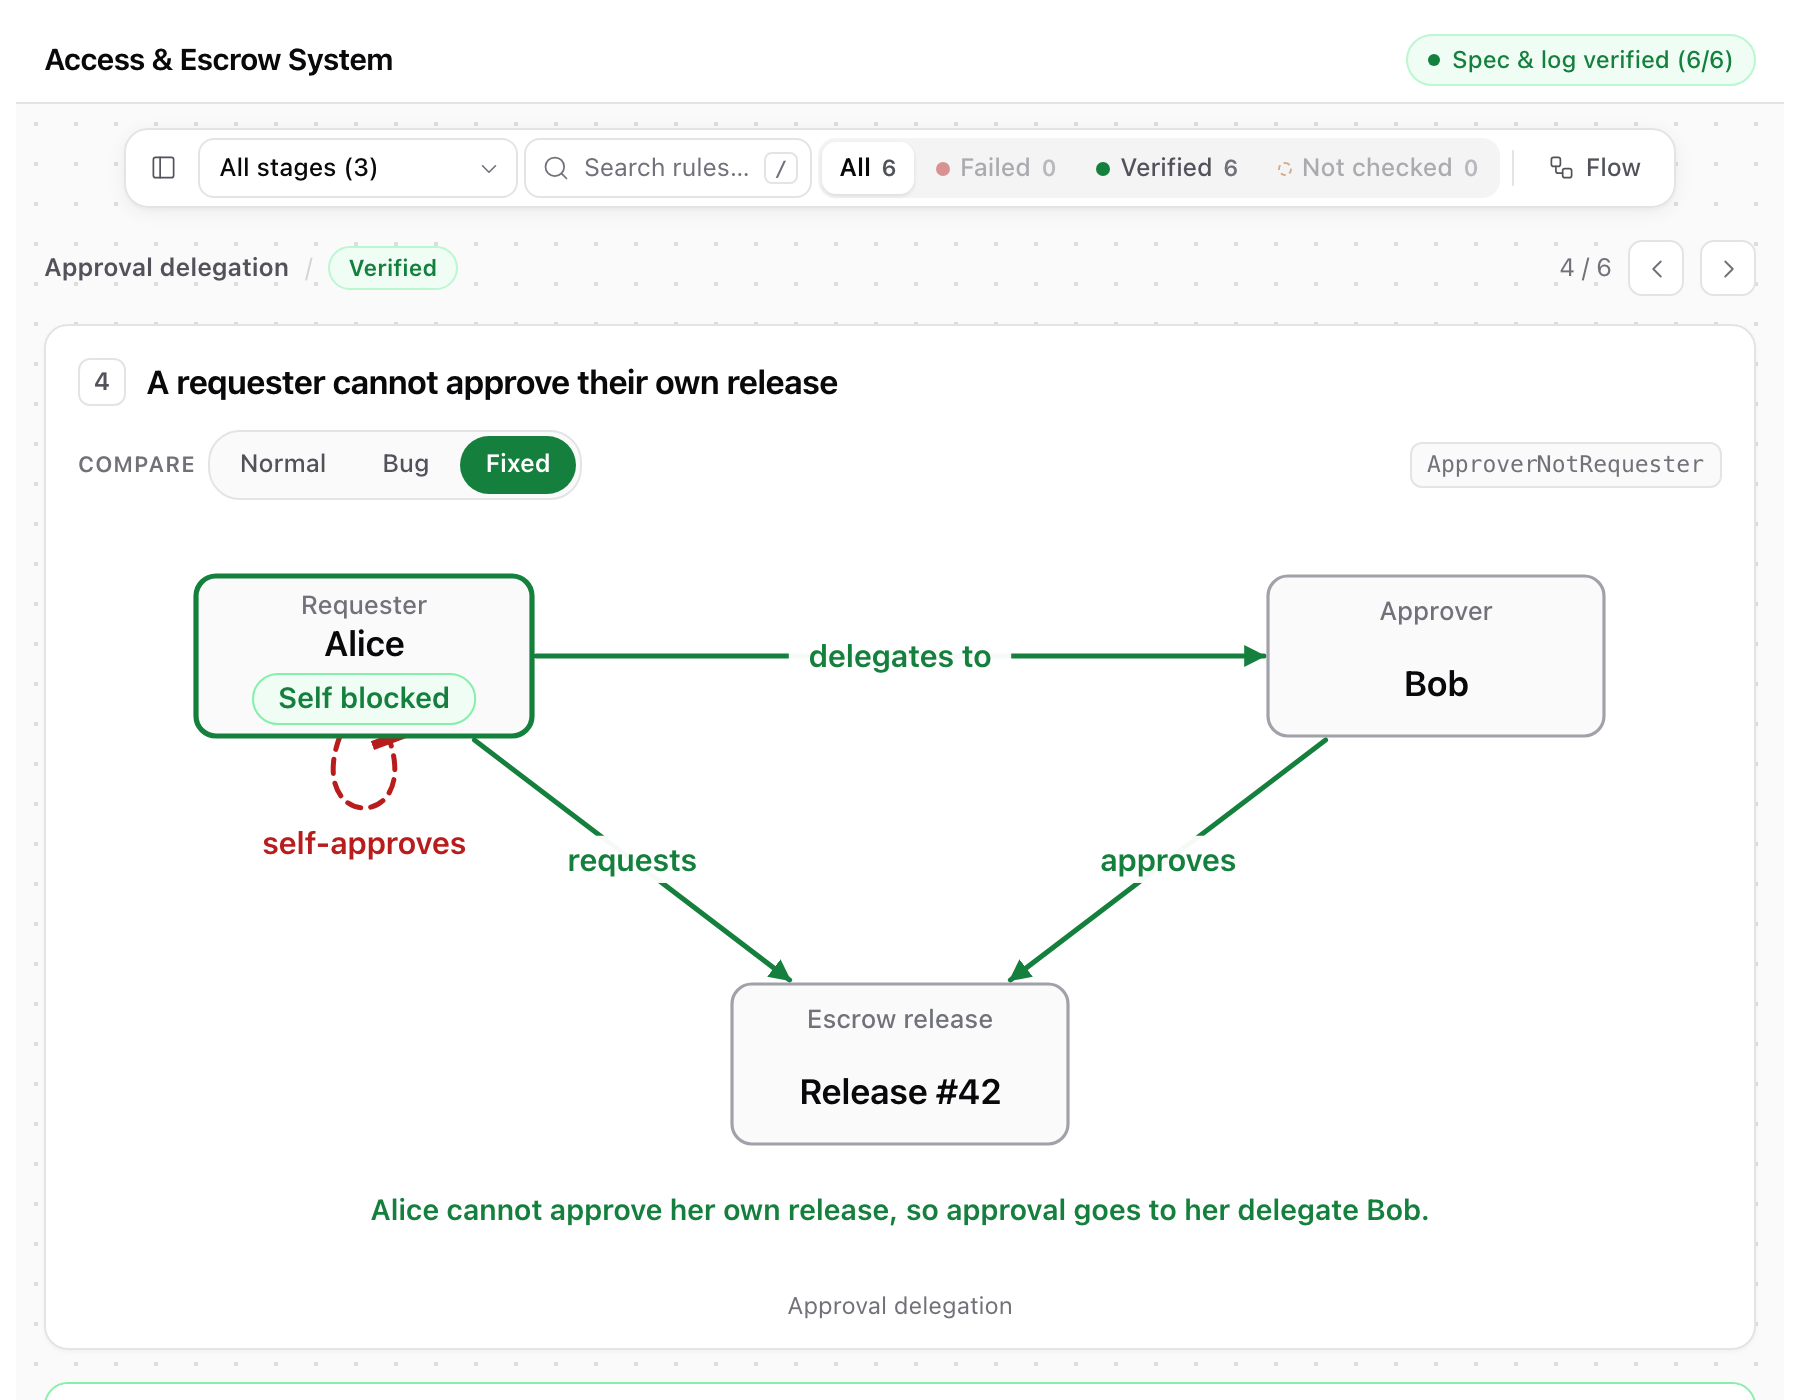 Access & Escrow System
Spec & log verified (6/6)
All stages (3)
Search rules... /
All 6
Failed 0
Verified 6
Not checked 0
Flow
Approval delegation / Verified
4 / 6
4 A requester cannot approve their own release
COMPARE Normal Bug Fixed
ApproverNotRequester
Requester
Alice
Self blocked
delegates to
Approver
Bob
self-approves
requests
approves
Escrow release
Release #42
Alice cannot approve her own release, so approval goes to her delegate Bob.
Approval delegation